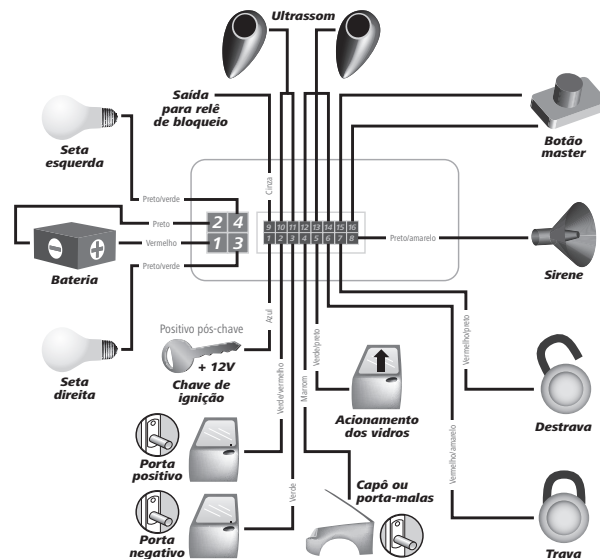 Ultrassom
Saída
para relê
de bloqueio
Botão
master
Seta
esquerda
Preto/verde
Cinza
9 10 11 12 13 14 15 16
1 2 3 4 5 6 7 8
2 4
1 3
Preto
Vermelho
Preto/verde
Preto/amarelo
Bateria
Sirene
Seta
direita
Azul
Positivo pós-chave
+ 12V
Chave de
ignição
Verde/vermelho
Verde
Marrom
Verde/preto
Vermelho/preto
Vermelho/amarelo
Acionamento
dos vidros
Destrava
Porta
positivo
Porta
negativo
Capô ou
porta-malas
Trava